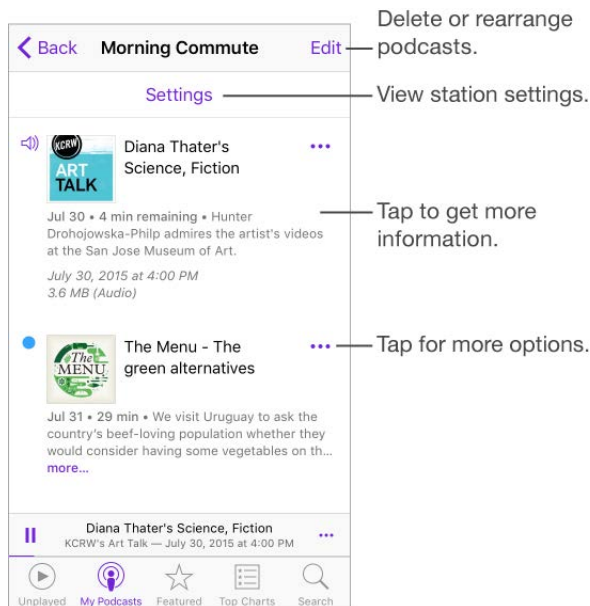 Delete or rearrange
podcasts.
Back Morning Commute Edit
Settings
View station settings.
KCRW
ART
TALK
Diana Thater's
Science, Fiction
•••
Jul 30 • 4 min remaining • Hunter
Drohojowska-Philp admires the artist's videos
at the San Jose Museum of Art.
Tap to get more
information.
July 30, 2015 at 4:00 PM
3.6 MB (Audio)
The
MENU
The Menu - The
green alternatives
•••
Tap for more options.
Jul 31 • 29 min • We visit Uruguay to ask the
country's beef-loving population whether they
would consider having some vegetables on th...
more...
Diana Thater's Science, Fiction
KCRW's Art Talk — July 30, 2015 at 4:00 PM
•••
Unplayed My Podcasts Featured Top Charts Search